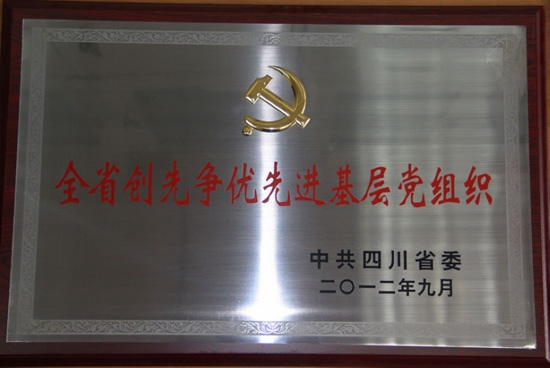 全省创先争优先进基层党组织
中共四川省委
二〇一二年九月